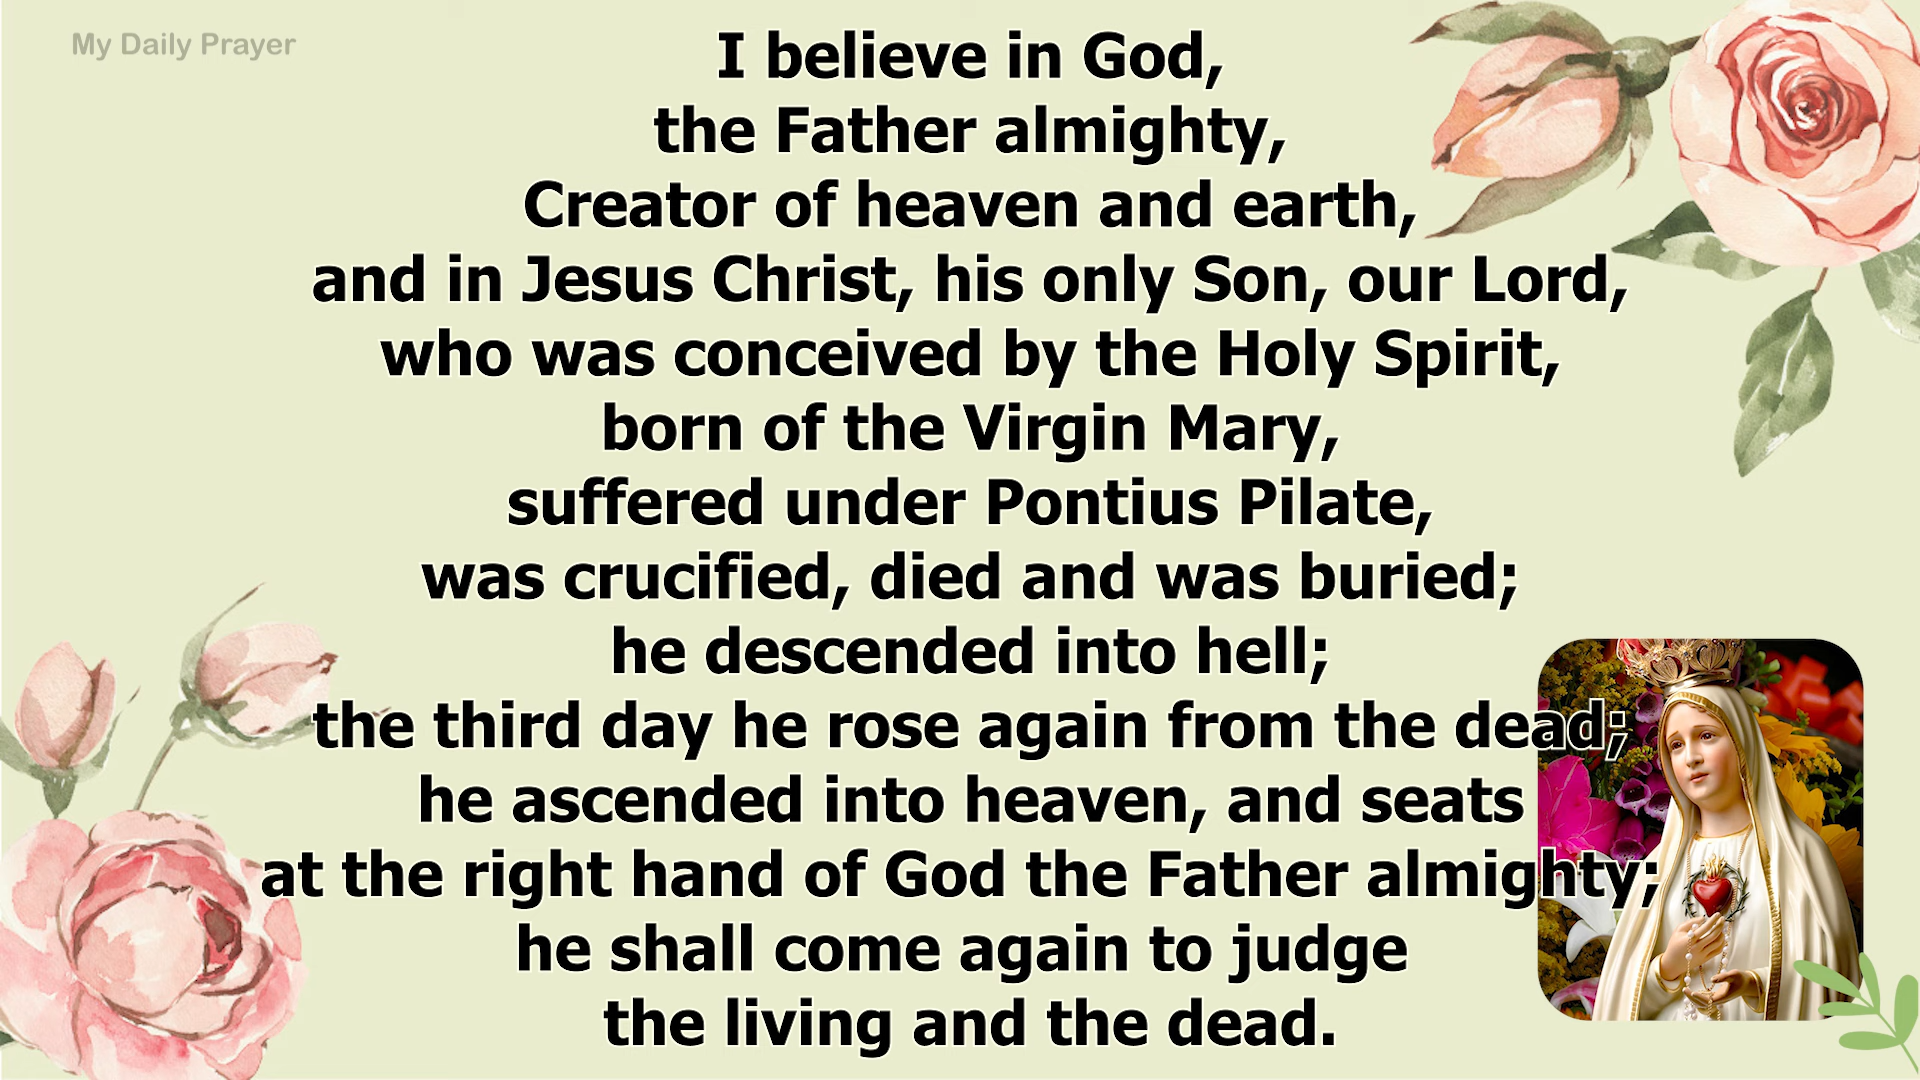 My Daily Prayer
I believe in God,
the Father almighty,
Creator of heaven and earth,
and in Jesus Christ, his only Son, our Lord,
who was conceived by the Holy Spirit,
born of the Virgin Mary,
suffered under Pontius Pilate,
was crucified, died and was buried;
he descended into hell;
the third day he rose again from the dead;
he ascended into heaven, and seats
at the right hand of God the Father almighty;
he shall come again to judge
the living and the dead.